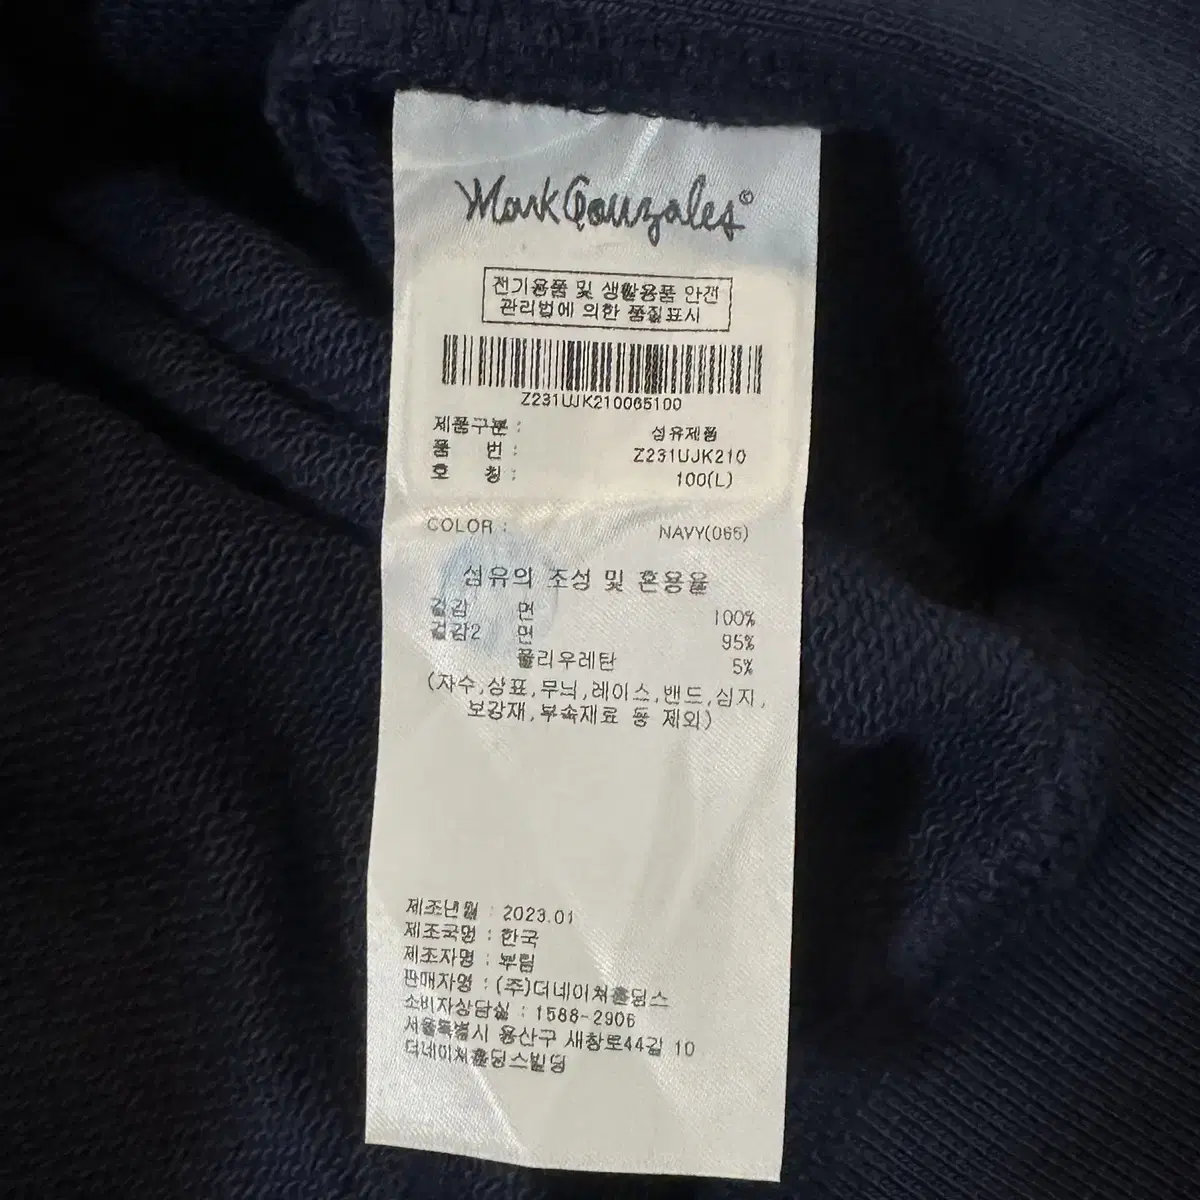 Mark Gonzales©
전기용품 및 생활용품 안전
관리법에 의한 품질표시
Z231UJK210065100
제품구분 : 섬유제품
품 번 : Z231UJK210
호 칭 : 100(L)
COLOR : NAVY(065)
섬유의 조성 및 혼용율
겉감 면 100%
겉감2 면 95%
폴리우레탄 5%
(자수,상표,무늬,레이스,밴드,심지,
보강재,부속재료 등 제외)
제조년월 : 2023.01
제조국명 : 한국
제조자명 : 뿌림
판매자명 : (주)더네이쳐홀딩스
소비자상담실 : 1588-2906
서울특별시 용산구 새창로44길 10
더네이쳐홀딩스빌딩